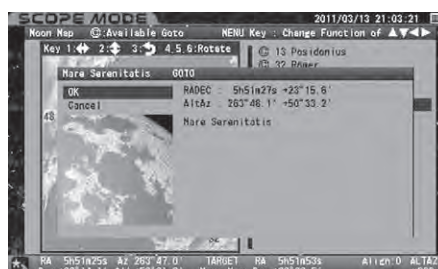 SCOPE MODE 2011/03/13 21:03:21
Moon Map @:Available Goto MENU Key : Change Function of ▲▼◀▶
Key 1: 2: 3: 4,5,6:Rotate
13 Posidonius
32 Römer
Mare Serenitatis GOTO
OK
Cancel
RADEC : 5h51m27s +23°15.6'
AltAz : 263°46.1' +50°33.2'
Mare Serenitatis
48
RA 5h51m25s Az 263°47.0' TARGET RA 5h51m53s Align:0 ALTAZ